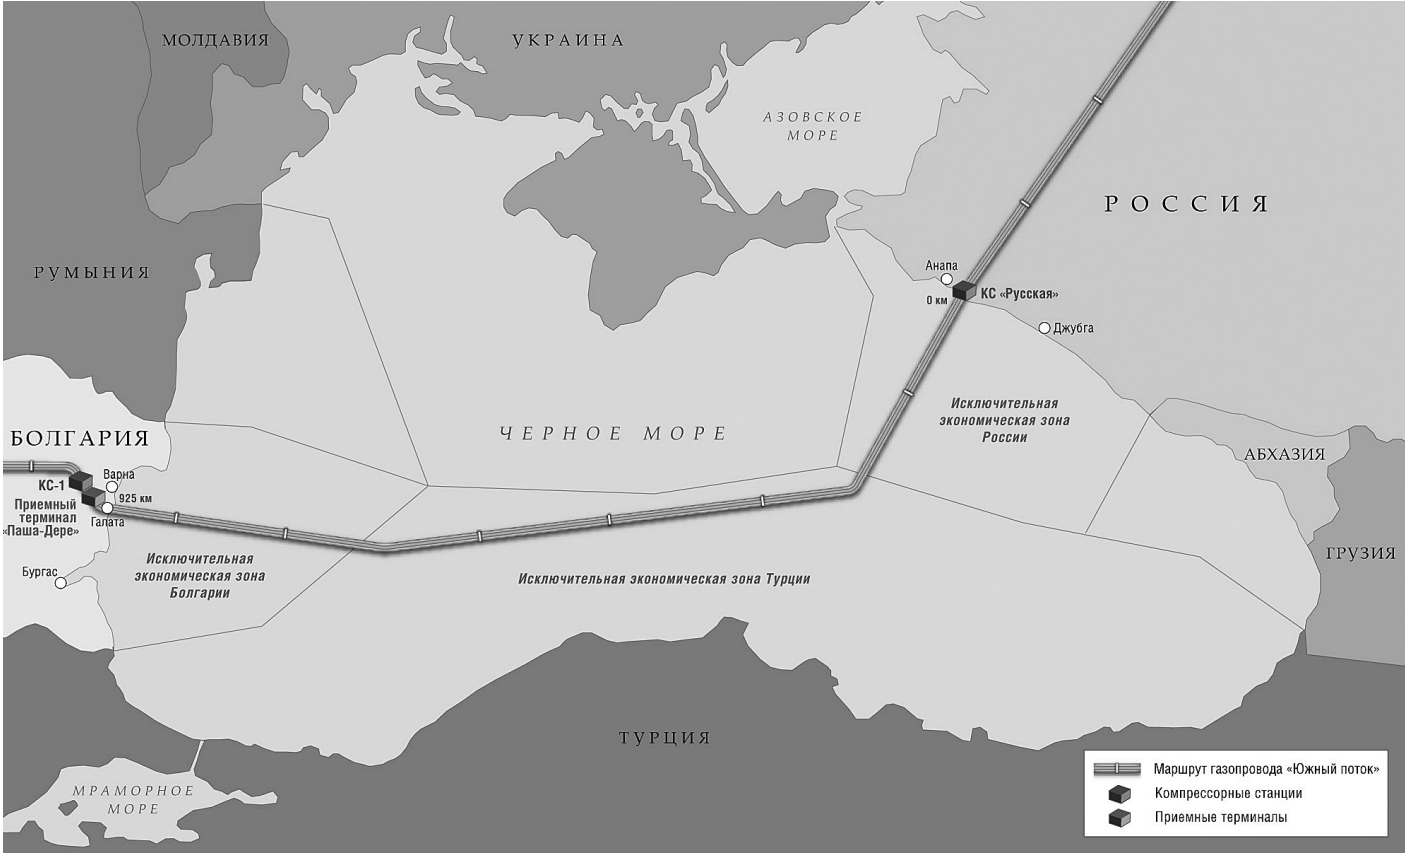 МОЛДАВИЯ
УКРАИНА
АЗОВСКОЕ
МОРЕ
РОССИЯ
РУМЫНИЯ
Анапа
0 км
КС «Русская»
Джубга
Исключительная
экономическая зона
России
ЧЕРНОЕ МОРЕ
БОЛГАРИЯ
АБХАЗИЯ
Варна
КС-1
925 км
Приемный
терминал
«Паша-Дере»
Галата
ГРУЗИЯ
Исключительная
экономическая зона
Болгарии
Бургас
Исключительная экономическая зона Турции
ТУРЦИЯ
МРАМОРНОЕ
МОРЕ
Маршрут газопровода «Южный поток»
Компрессорные станции
Приемные терминалы